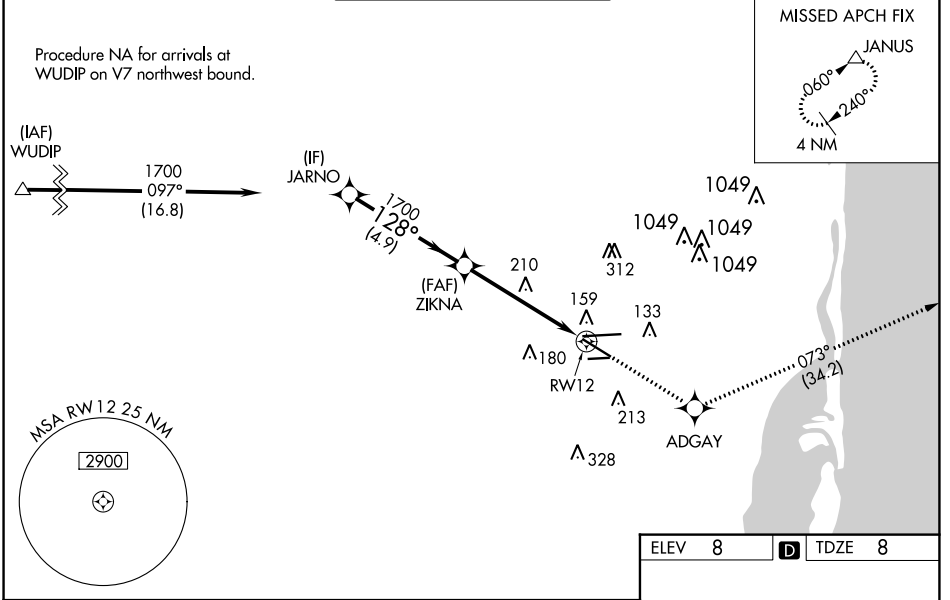 MISSED APCH FIX
JANUS
060°
240°
4 NM
Procedure NA for arrivals at
WUDIP on V7 northwest bound.
(IAF)
WUDIP
1700
097°
(16.8)
(IF)
JARNO
1700
128°
(4.9)
(FAF)
ZIKNA
1049
1049
1049
1049
312
210
159
133
180
RW12
213
328
ADGAY
073°
(34.2)
MSA RW12 25 NM
2900
ELEV 8 D TDZE 8